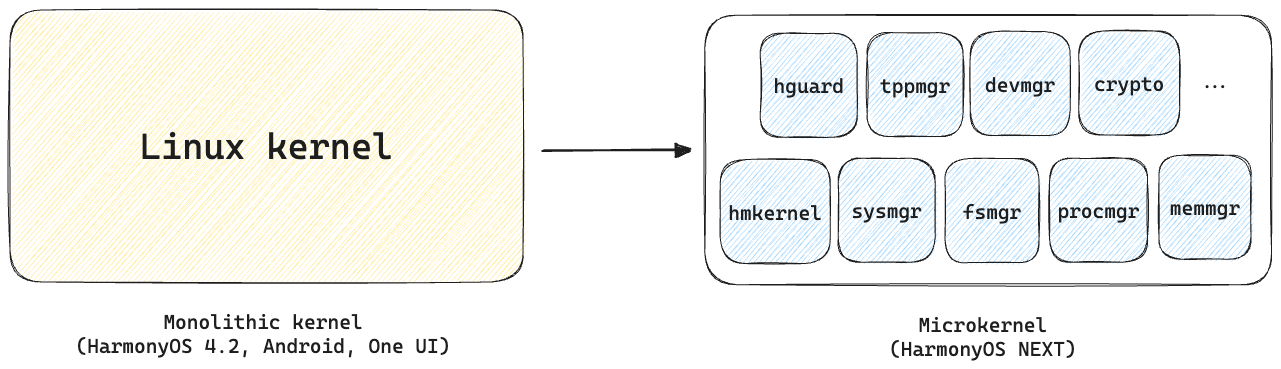 Linux kernel
Monolithic kernel
(HarmonyOS 4.2, Android, One UI)
hguard
tppmgr
devmgr
crypto
...
hmkernel
sysmgr
fsmgr
procmgr
memmgr
Microkernel
(HarmonyOS NEXT)